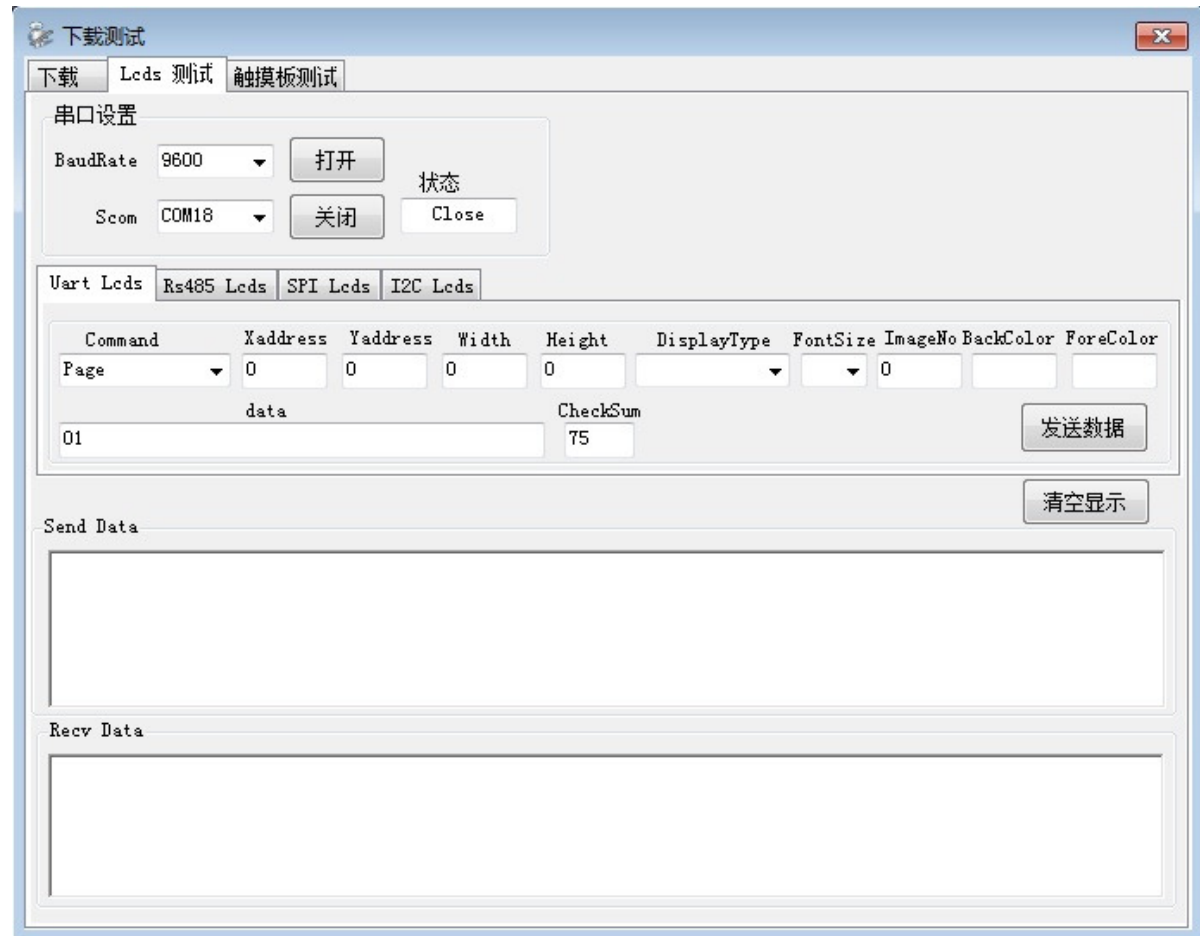 下载测试
下载 Lcds 测试 触摸板测试
串口设置
BaudRate 9600 打开
状态
Scom COM18 关闭 Close
Uart Lcds Rs485 Lcds SPI Lcds I2C Lcds
Command Xaddress Yaddress Width Height DisplayType FontSize ImageNo BackColor ForeColor
Page 0 0 0 0 0
data CheckSum
01 75 发送数据
清空显示
Send Data
Recv Data